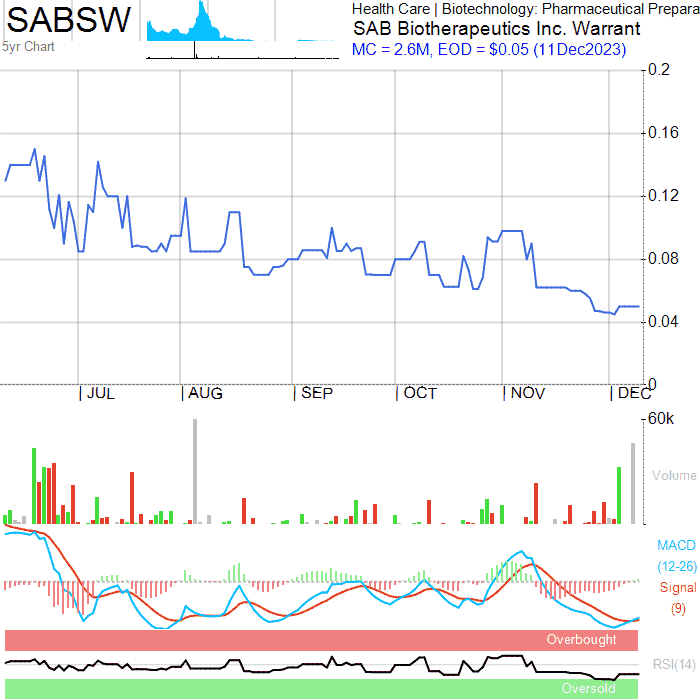 SABSW
5yr Chart
Health Care | Biotechnology: Pharmaceutical Prepara
SAB Biotherapeutics Inc. Warrant
MC = 2.6M, EOD = $0.05 (11Dec2023)
0.2
0.16
0.12
0.08
0.04
0
|JUL |AUG |SEP |OCT |NOV |DEC
60k
Volume
MACD
(12-26)
Signal
(9)
Overbought
RSI(14)
Oversold